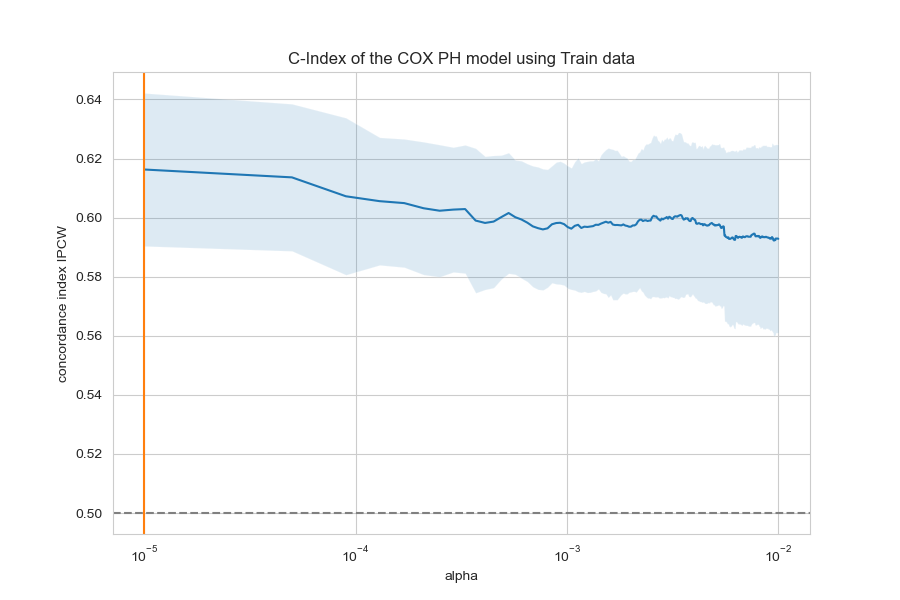 C-Index of the COX PH model using Train data
concordance index IPCW
0.64
0.62
0.60
0.58
0.56
0.54
0.52
0.50
10⁻⁵ 10⁻⁴ 10⁻³ 10⁻²
alpha